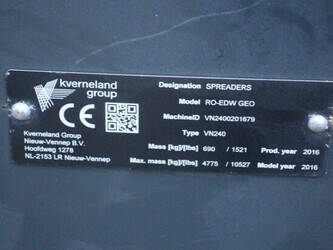 kverneland
group
CE
Kverneland Group
Nieuw-Vennep B.V.
Hoofdweg 1278
NL-2153 LR Nieuw-Vennep
Designation SPREADERS
Model RO-EDW GEO
MachineID VN2400201679
Type VN240
Mass [kg]/[lbs] 690 / 1521 Prod. year 2016
Max. mass [kg]/[lbs] 4775 / 10527 Model year 2016